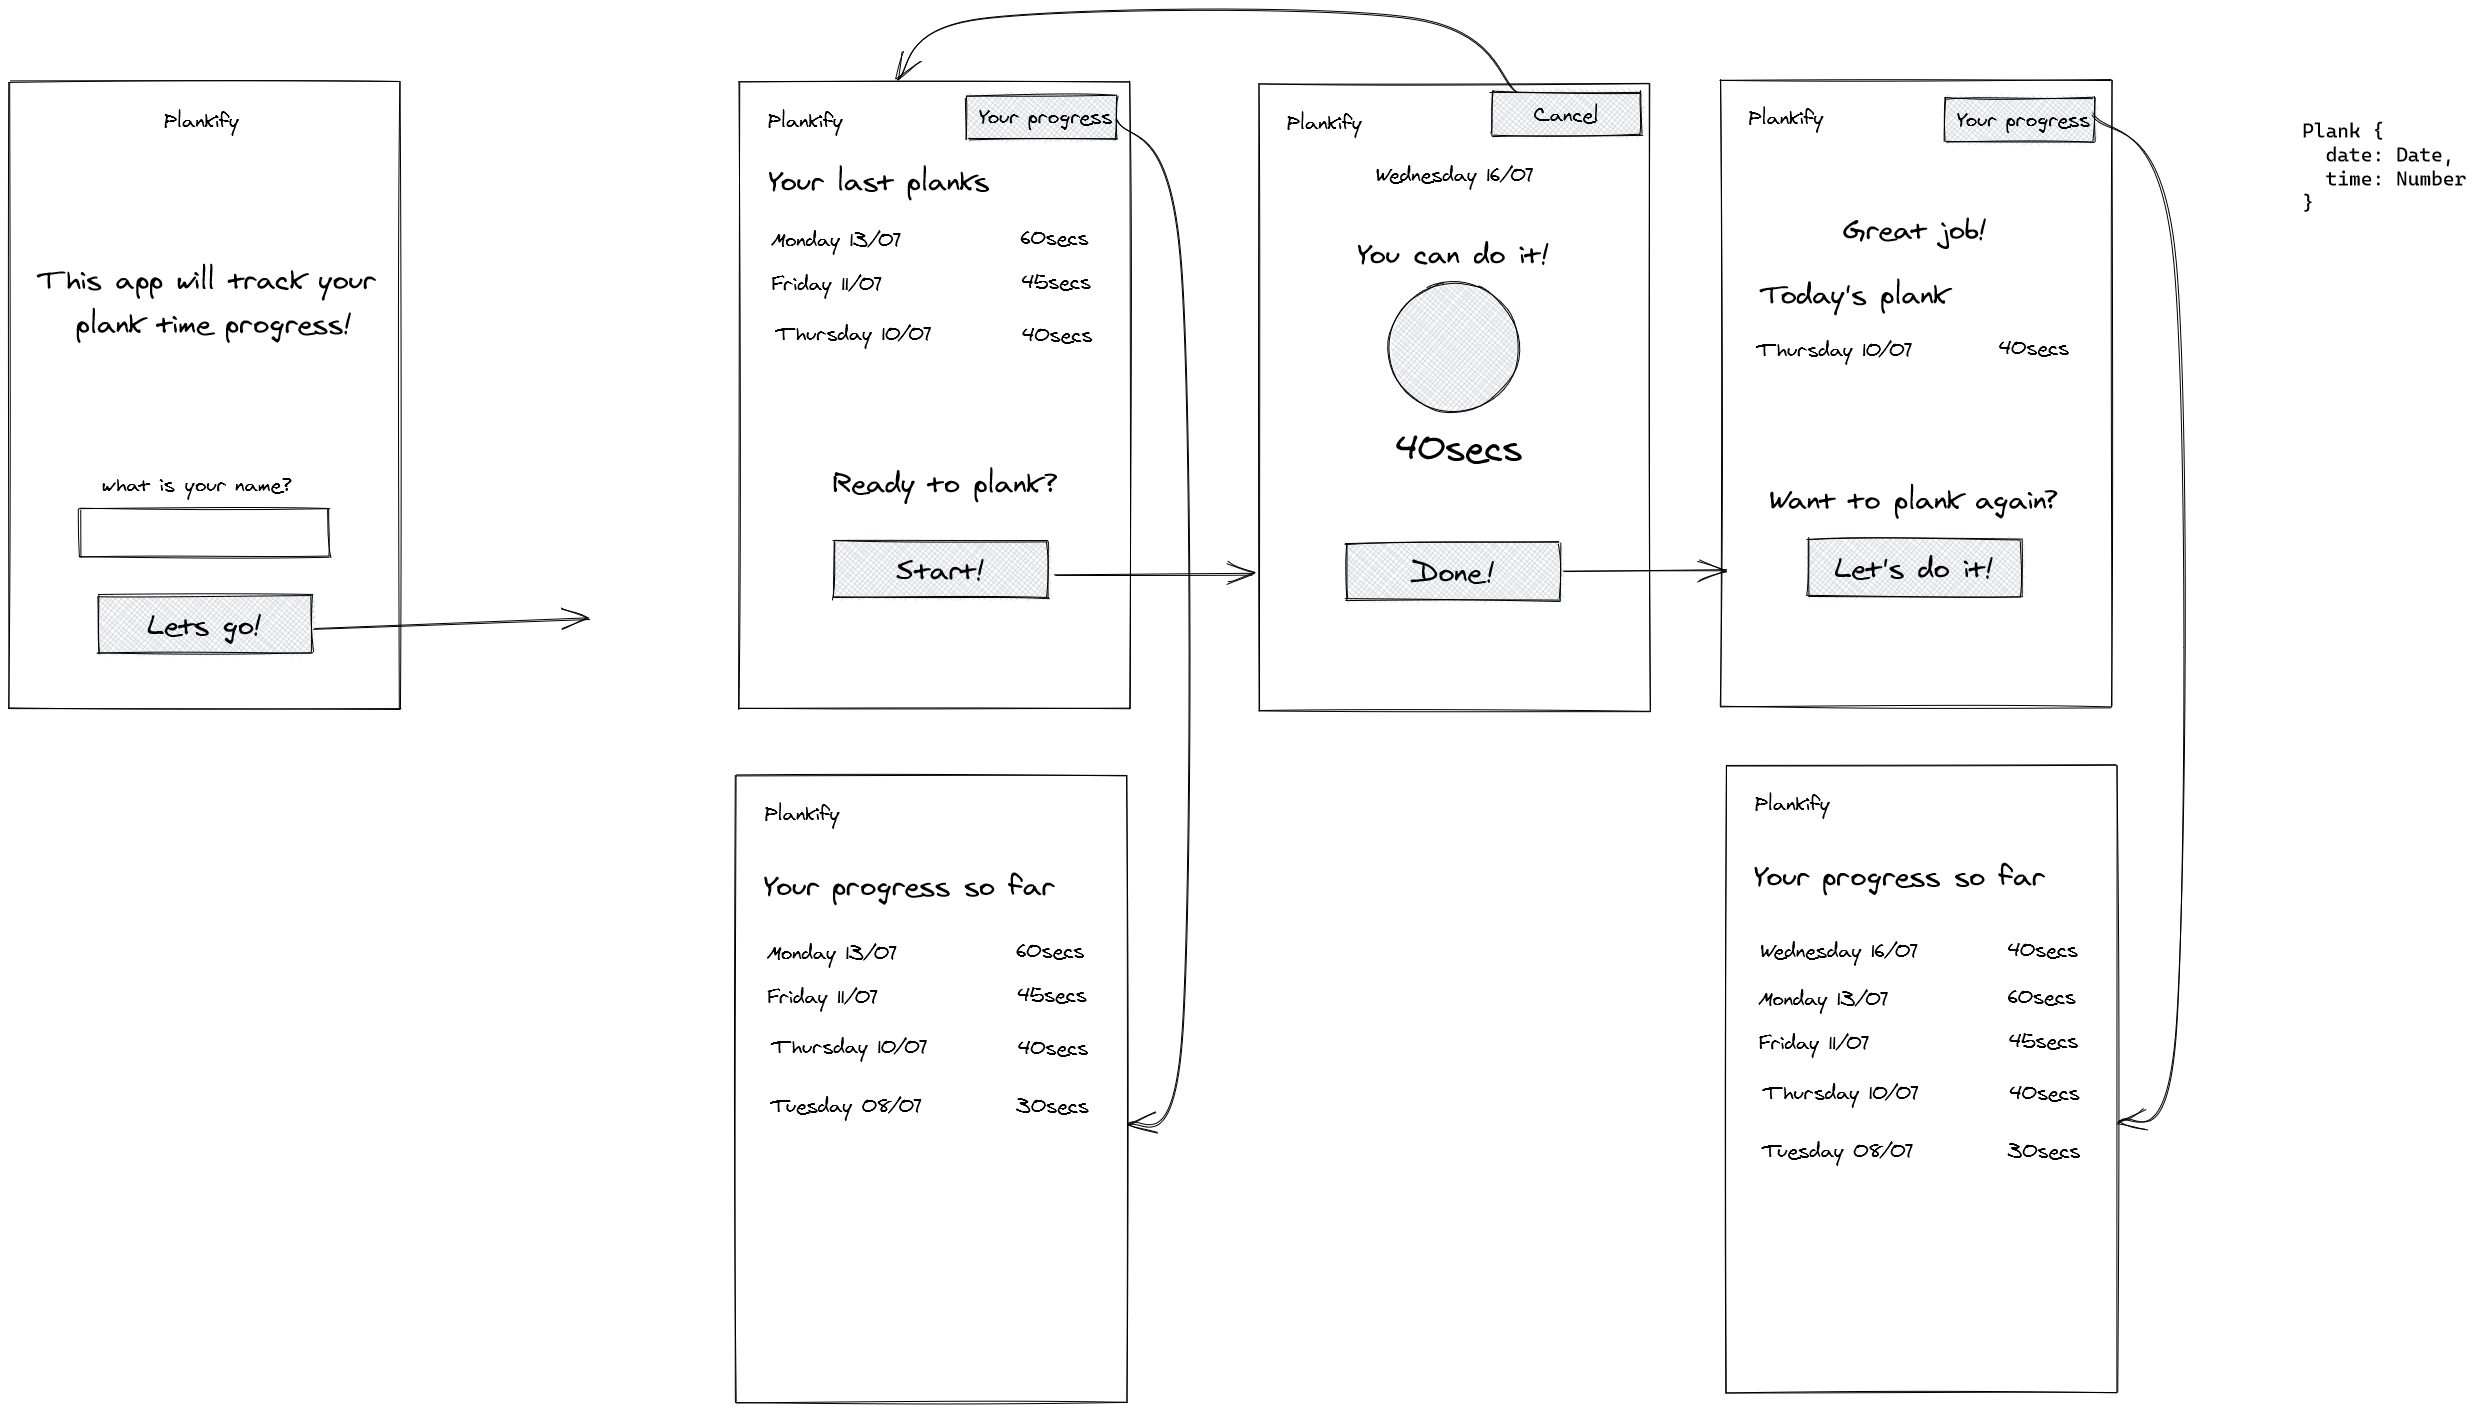 Plankify
This app will track your
plank time progress!
what is your name?
Lets go!
Plankify
Your progress
Your last planks
Monday 13/07
60secs
Friday 11/07
45secs
Thursday 10/07
40secs
Ready to plank?
Start!
Plankify
Cancel
Wednesday 16/07
You can do it!
40secs
Done!
Plankify
Your progress
Great job!
Today's plank
Thursday 10/07
40secs
Want to plank again?
Let's do it!
Plank {
date: Date,
time: Number
}
Plankify
Your progress so far
Monday 13/07
60secs
Friday 11/07
45secs
Thursday 10/07
40secs
Tuesday 08/07
30secs
Plankify
Your progress so far
Wednesday 16/07
40secs
Monday 13/07
60secs
Friday 11/07
45secs
Thursday 10/07
40secs
Tuesday 08/07
30secs